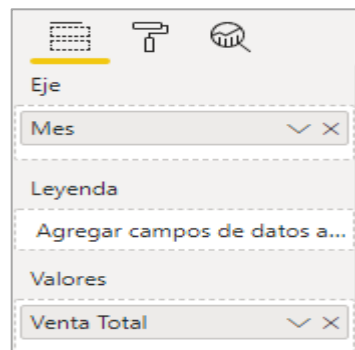 Eje
Mes
Leyenda
Agregar campos de datos a...
Valores
Venta Total